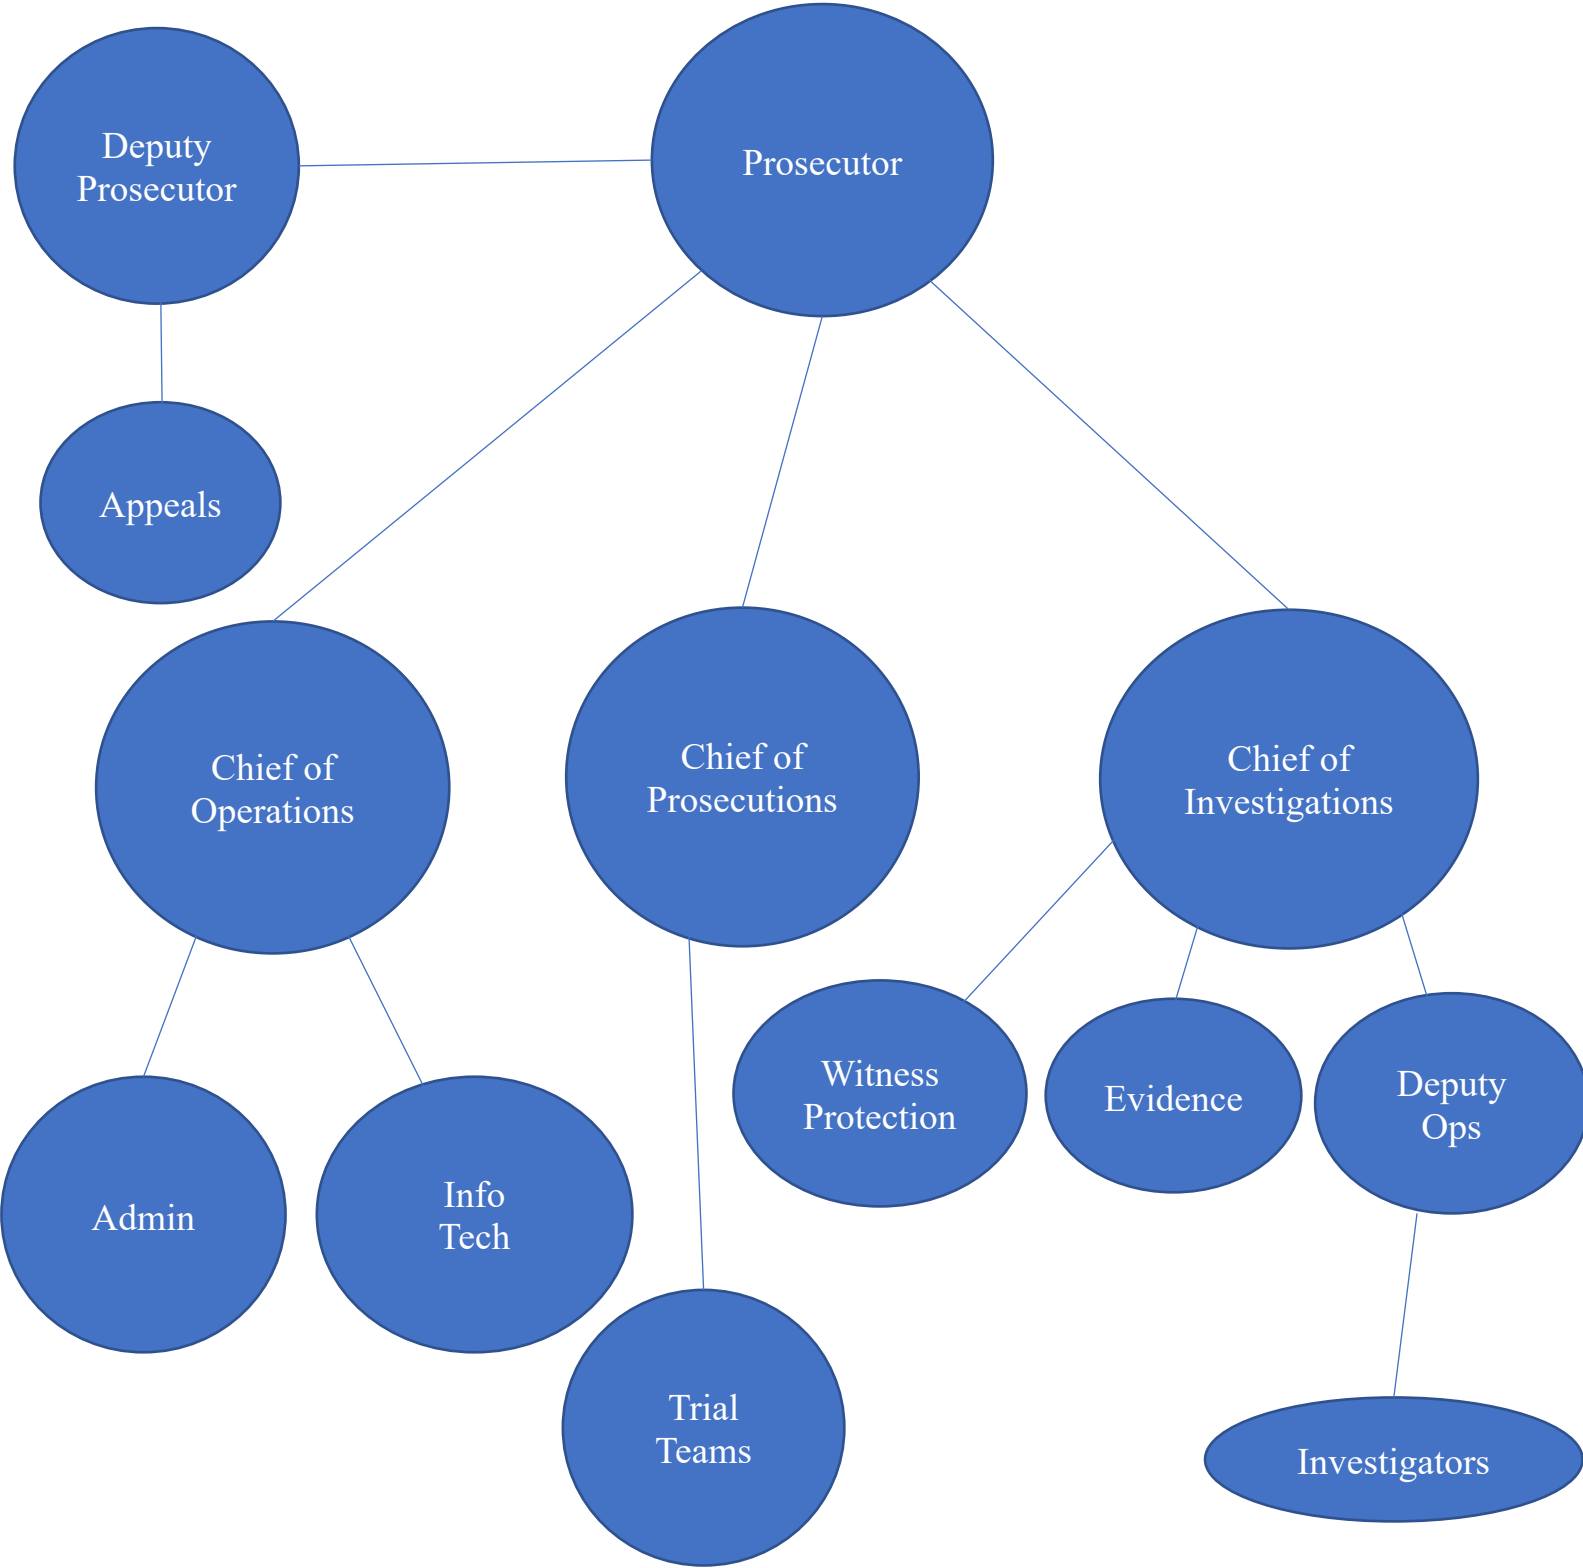 Deputy
Prosecutor
Prosecutor
Appeals
Chief of
Operations
Chief of
Prosecutions
Chief of
Investigations
Witness
Protection
Evidence
Deputy
Ops
Admin
Info
Tech
Trial
Teams
Investigators